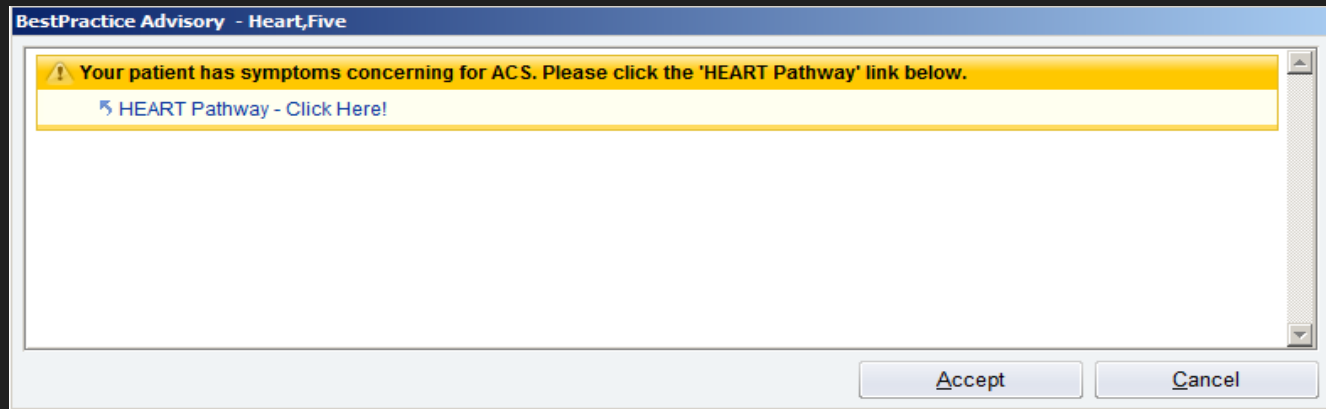 BestPractice Advisory - Heart,Five
Your patient has symptoms concerning for ACS. Please click the 'HEART Pathway' link below.
HEART Pathway - Click Here!
Accept Cancel